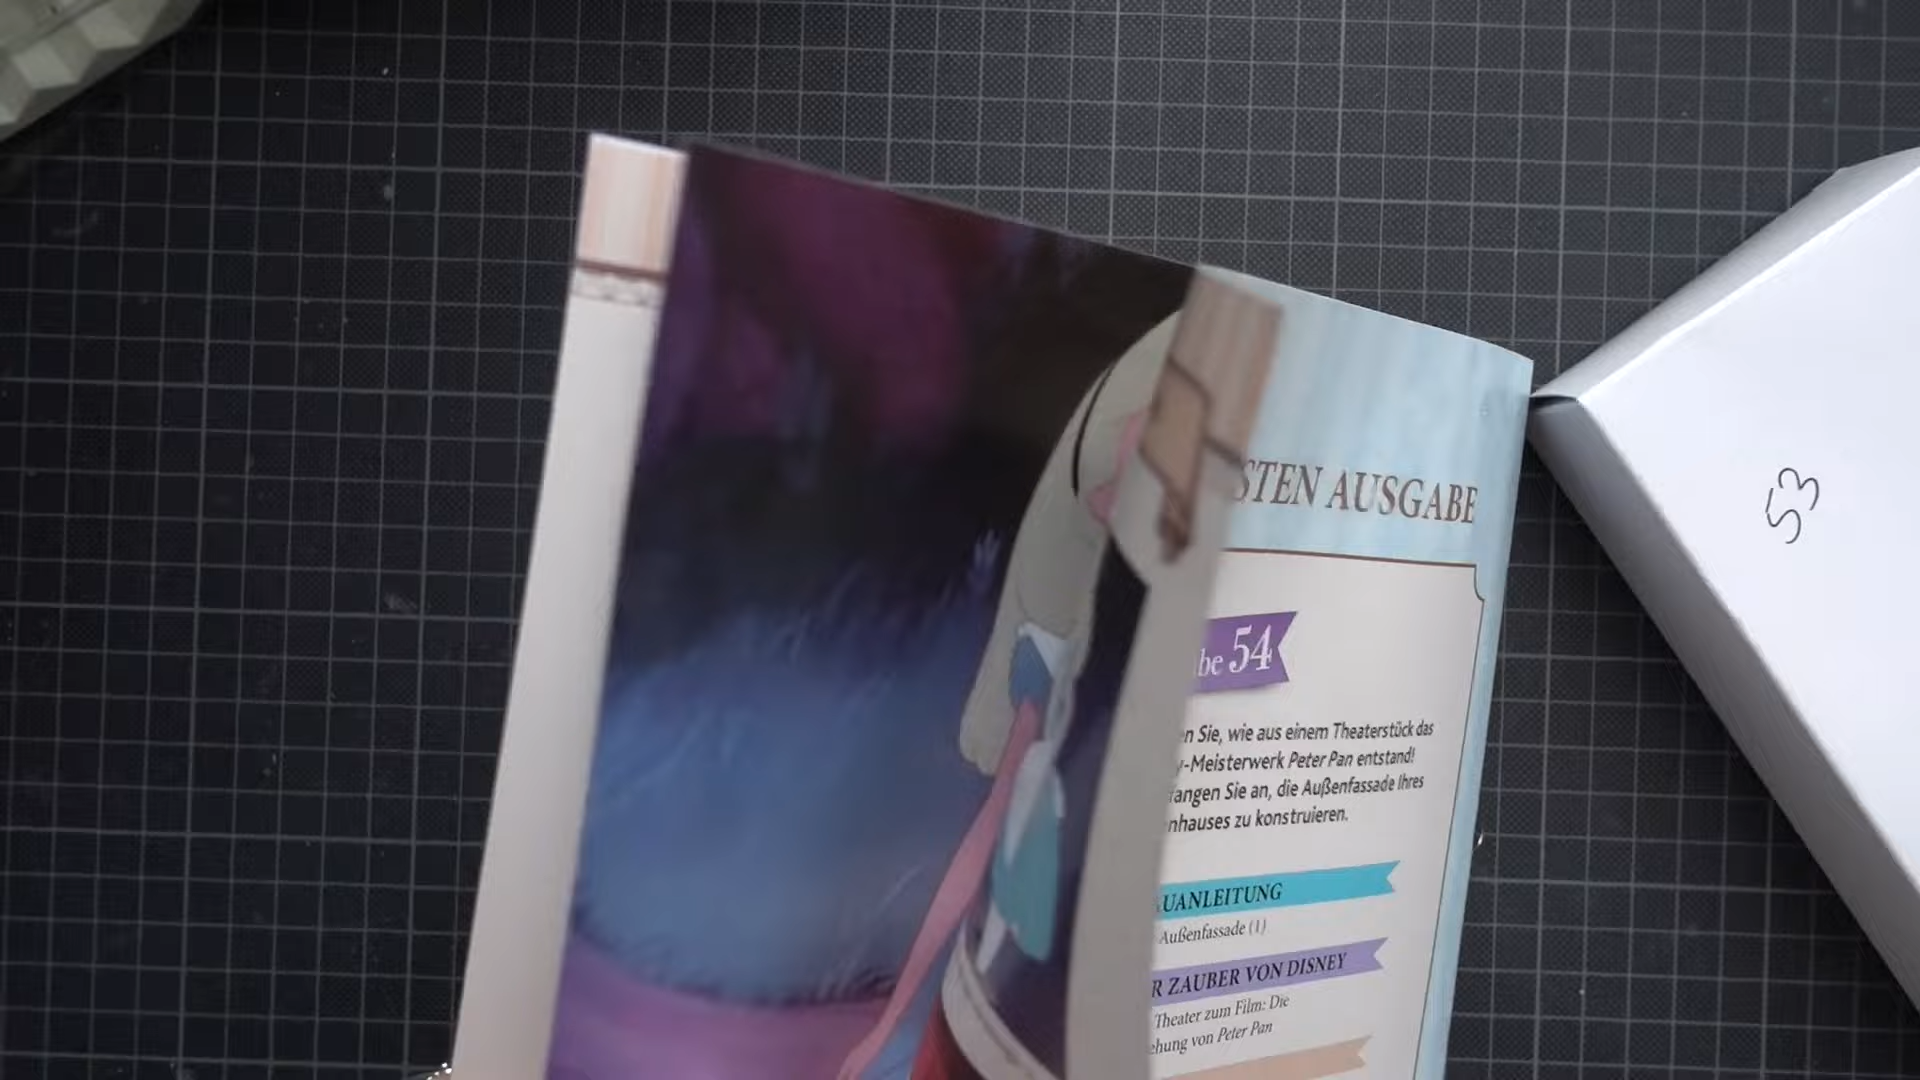 STEN AUSGABE
be 54
en Sie, wie aus einem Theaterstück das
y-Meisterwerk Peter Pan entstand!
fangen Sie an, die Außenfassade Ihres
nhauses zu konstruieren.
UANLEITUNG
Außenfassade (1)
R ZAUBER VON DISNEY
Theater zum Film: Die
ehung von Peter Pan
53